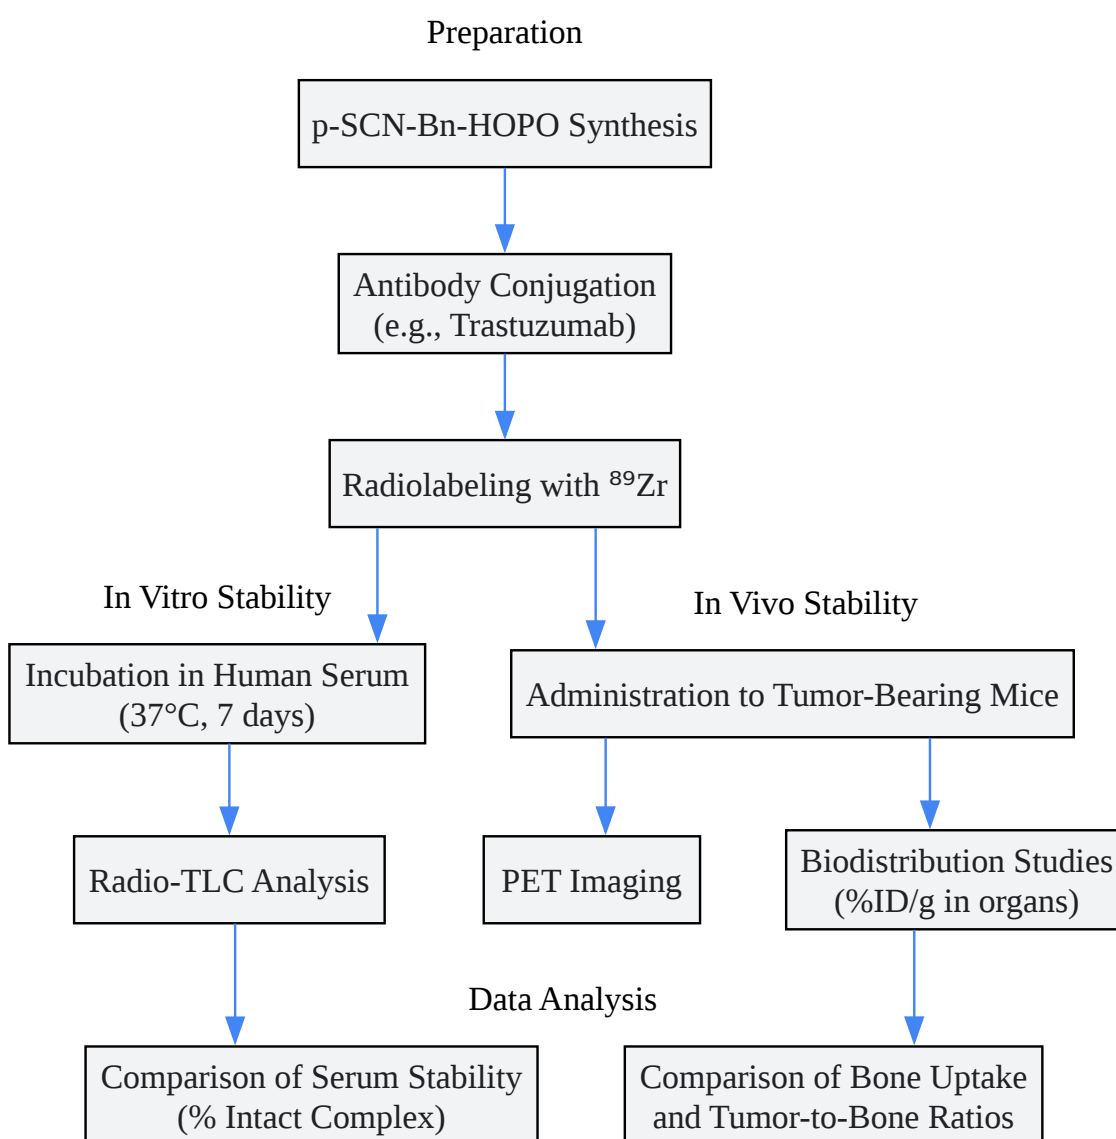 Preparation
p-SCN-Bn-HOPO Synthesis
Antibody Conjugation
(e.g., Trastuzumab)
Radiolabeling with ⁸⁹Zr
In Vitro Stability
In Vivo Stability
Incubation in Human Serum
(37°C, 7 days)
Administration to Tumor-Bearing Mice
Radio-TLC Analysis
PET Imaging
Biodistribution Studies
(%ID/g in organs)
Data Analysis
Comparison of Serum Stability
(% Intact Complex)
Comparison of Bone Uptake
and Tumor-to-Bone Ratios